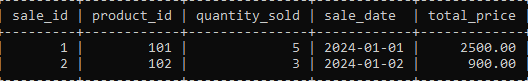 | sale_id | product_id | quantity_sold | sale_date | total_price |
| 1 | 101 | 5 | 2024-01-01 | 2500.00 |
| 2 | 102 | 3 | 2024-01-02 | 900.00 |